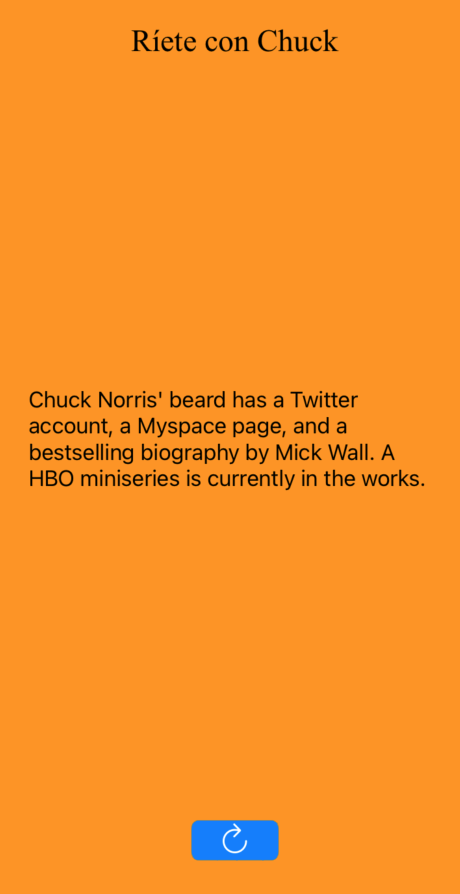 Ríete con Chuck
Chuck Norris' beard has a Twitter
account, a Myspace page, and a
bestselling biography by Mick Wall. A
HBO miniseries is currently in the works.